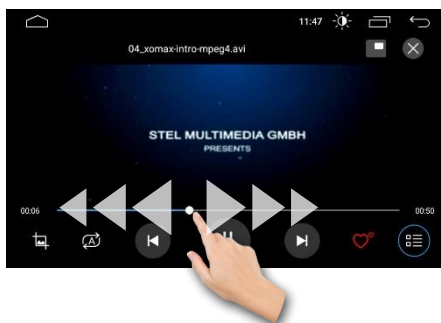 11:47
04_xomax-intro-mpeg4.avi
STEL MULTIMEDIA GMBH
PRESENTS
00:06
00:50
A